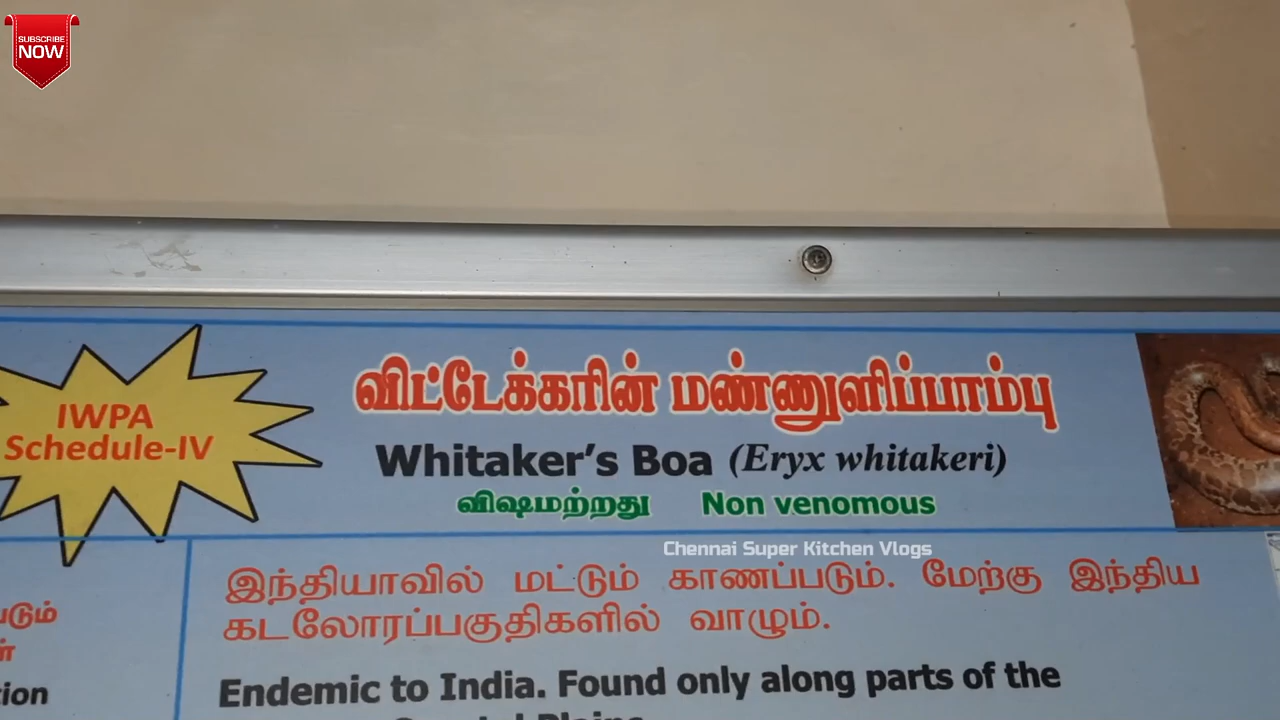 SUBSCRIBE
NOW
IWPA
Schedule-IV
விட்டேக்கரின் மண்ணுளிப்பாம்பு
Whitaker's Boa (Eryx whitakeri)
விஷமற்றது Non venomous
Chennai Super Kitchen Vlogs
இந்தியாவில் மட்டும் காணப்படும். மேற்கு இந்திய
கடலோரப்பகுதிகளில் வாழும்.
Endemic to India. Found only along parts of the